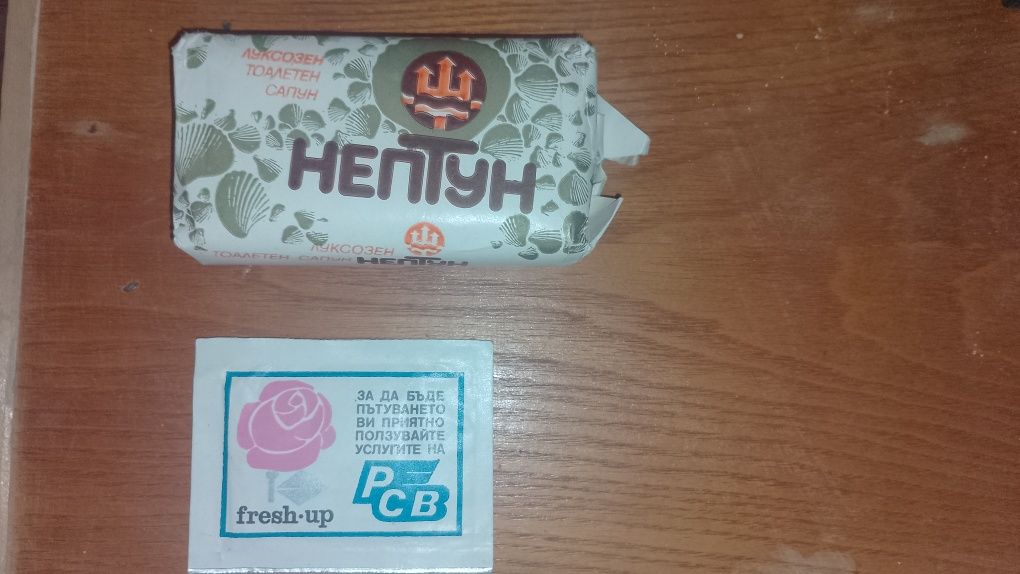 ЛУКСОЗЕН
ТОАЛЕТЕН
САПУН
НЕПТУН
ЛУКСОЗЕН
ТОАЛЕТЕН САПУН НЕПТУН
ЗА ДА БЪДЕ
ПЪТУВАНЕТО
ВИ ПРИЯТНО
ПОЛЗУВАЙТЕ
УСЛУГИТЕ НА
РСВ
fresh·up